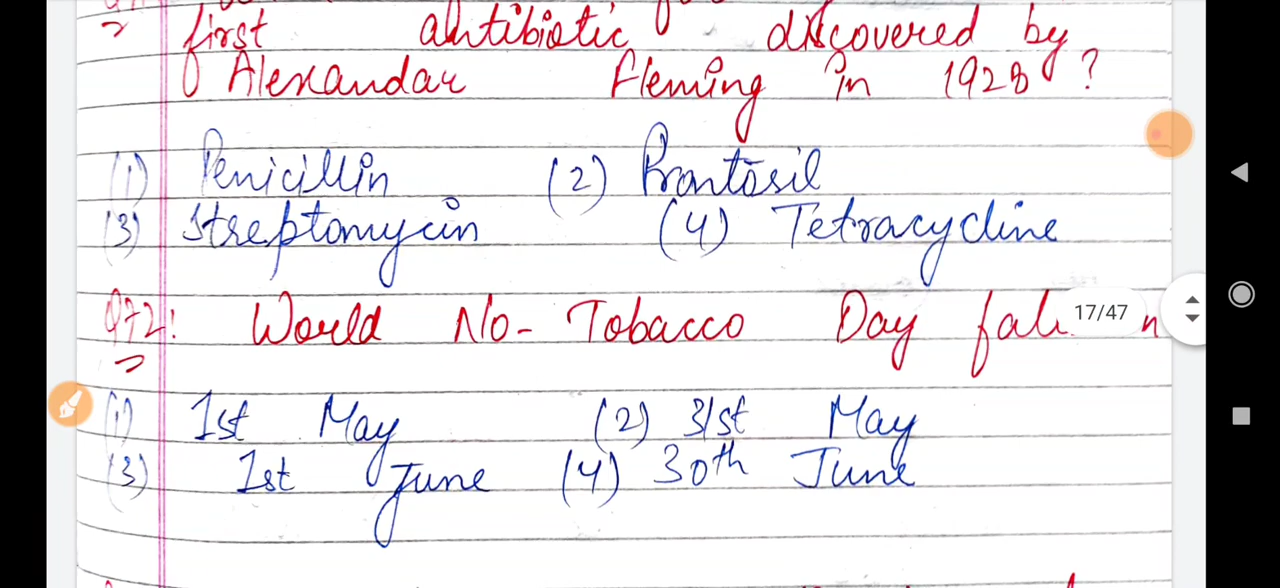 first antibiotic discovered by
Alexandar Fleming in 1928 ?
(1) Penicillin (2) Prontosil
(3) Streptomycin (4) Tetracycline
Q72: World No-Tobacco Day
17/47
(1) 1st May (2) 31st May
(3) 1st June (4) 30th June